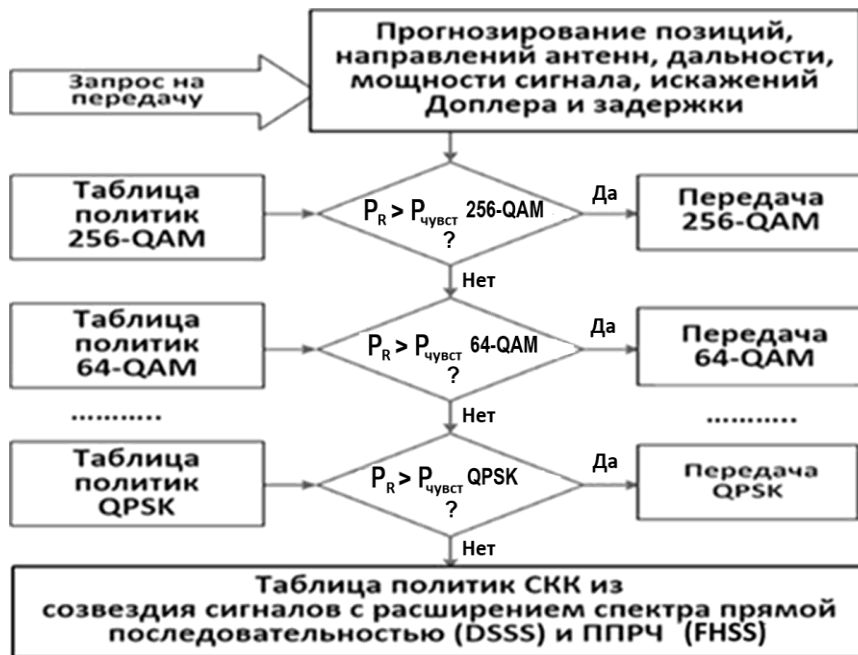 Прогнозирование позиций,
направлений антенн, дальности,
мощности сигнала, искажений
Доплера и задержки
Запрос на
передачу
Таблица
политик
256-QAM
P_R > P_чувст 256-QAM
?
Да
Передача
256-QAM
Нет
Таблица
политик
64-QAM
P_R > P_чувст 64-QAM
?
Да
Передача
64-QAM
...........
Нет
...........
Таблица
политик
QPSK
P_R > P_чувст QPSK
?
Да
Передача
QPSK
Нет
Таблица политик СКК из
созвездия сигналов с расширением спектра прямой
последовательностью (DSSS) и ППРЧ (FHSS)